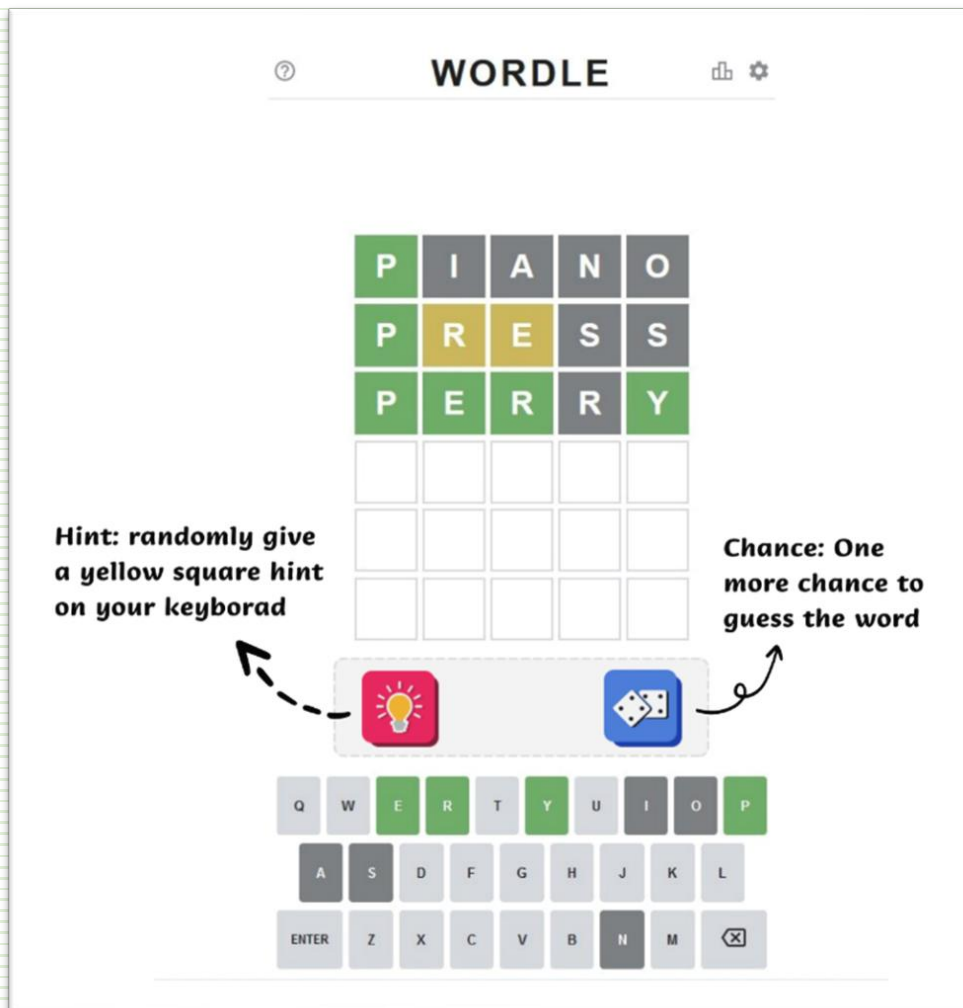 WORDLE
P I A N O
P R E S S
P E R R Y
Hint: randomly give
a yellow square hint
on your keyborad
Chance: One
more chance to
guess the word
Q W E R T Y U I O P
A S D F G H J K L
ENTER Z X C V B N M